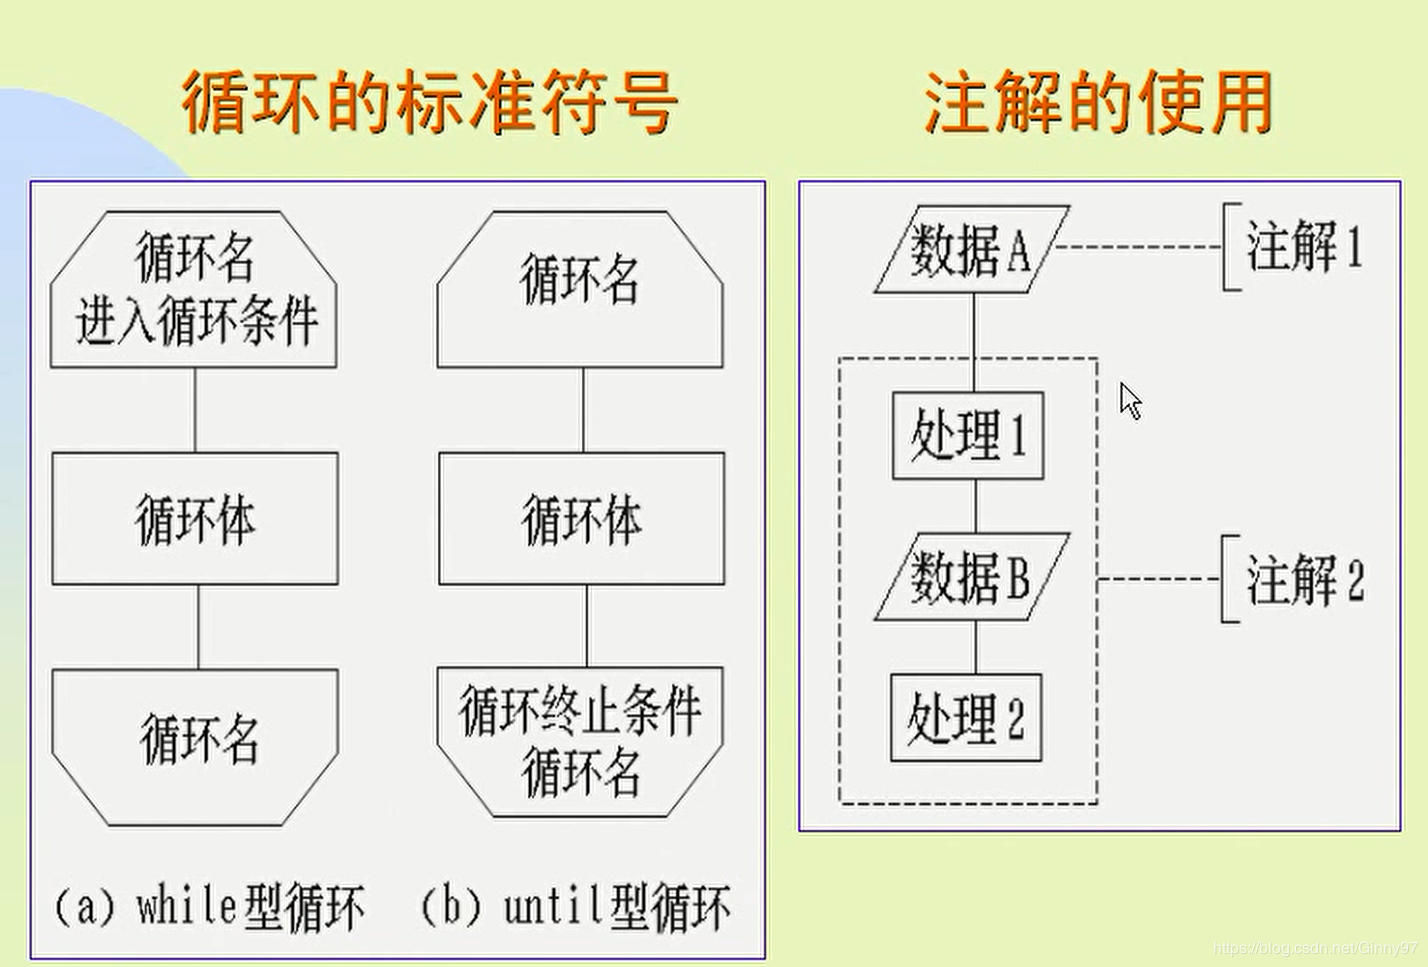 循环的标准符号
循环名
进入循环条件
循环体
循环名
(a) while型循环
循环名
循环体
循环终止条件
循环名
(b) until型循环
注解的使用
数据A
注解1
处理1
数据B
注解2
处理2
https://blog.csdn.net/Ginny97